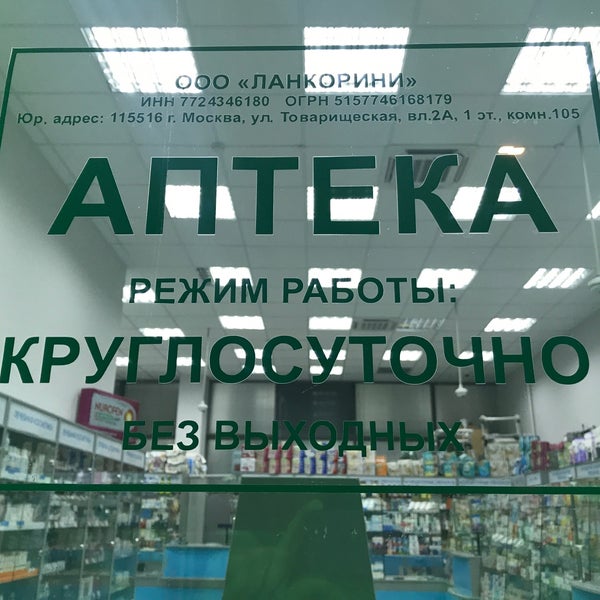 ООО «ЛАНКОРИНИ»
ИНН 7724346180 ОГРН 5157746168179
Юр, адрес: 115516 г. Москва, ул. Товарищеская, вл.2А, 1 эт., комн.105
АПТЕКА
РЕЖИМ РАБОТЫ:
КРУГЛОСУТОЧНО
БЕЗ ВЫХОДНЫХ
NUROFEN